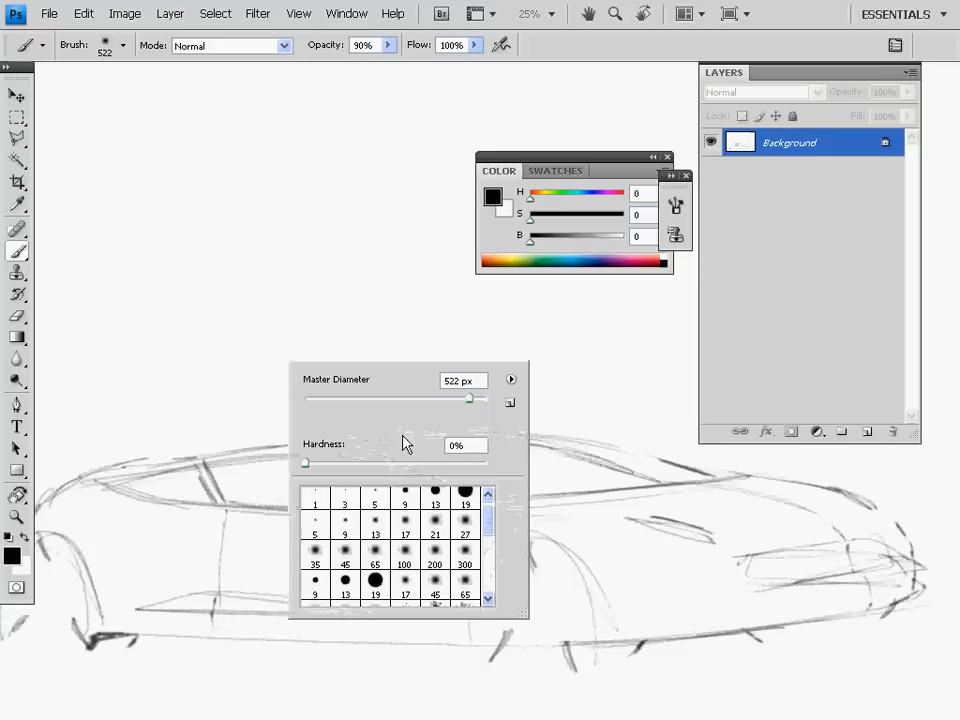 Ps File Edit Image Layer Select Filter View Window Help Br 25% ESSENTIALS
Brush: 522 Mode: Normal Opacity: 90% Flow: 100%
LAYERS
Normal Opacity: 100%
Lock: Fill: 100%
Background
COLOR SWATCHES
H 0
S 0
B 0
Master Diameter 522 px
Hardness: 0%
1 3 5 9 13 19
5 9 13 17 21 27
35 45 65 100 200 300
9 13 19 17 45 65